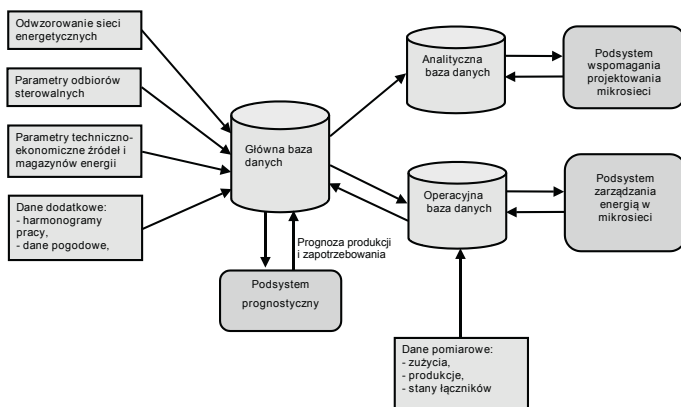 Odwzorowanie sieci
energetycznych
Parametry odbiorów
sterowalnych
Parametry techniczno-
ekonomiczne źródeł i
magazynów energii
Dane dodatkowe:
- harmonogramy
pracy,
- dane pogodowe,
Główna baza
danych
Prognoza produkcji
i zapotrzebowania
Podsystem
prognostyczny
Analityczna
baza danych
Podsystem
wspomagania
projektowania
mikrosieci
Operacyjna
baza danych
Podsystem
zarządzania
energią w
mikrosieci
Dane pomiarowe:
- zużycia,
- produkcje,
- stany łączników